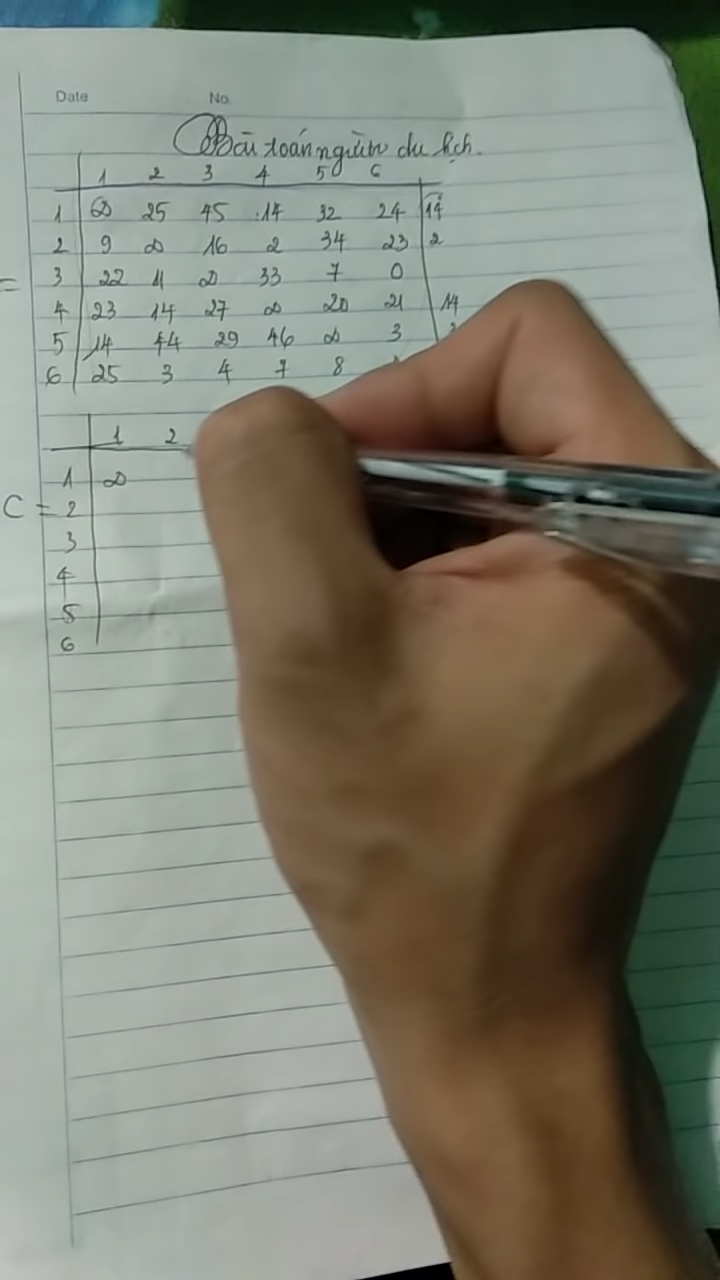 Date No.
Bài toán người du lịch.
1 2 3 4 5 6
1 ∞ 25 45 14 32 24 14
2 9 ∞ 16 2 34 23 2
= 3 22 11 ∞ 33 7 0
4 23 14 27 ∞ 20 21 14
5 14 44 29 46 ∞ 3
6 25 3 4 7 8
1 2
1 ∞
C = 2
3
4
5
6